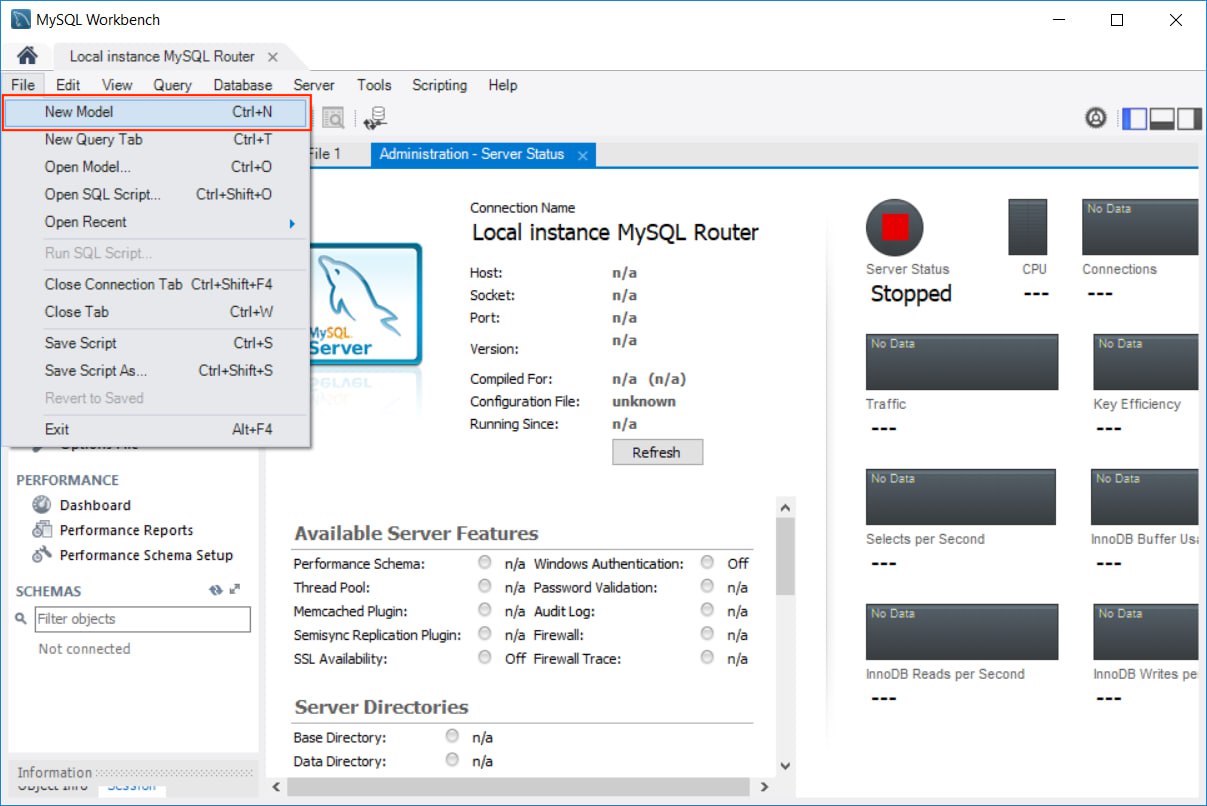 MySQL Workbench
Local instance MySQL Router
File Edit View Query Database Server Tools Scripting Help
New Model Ctrl+N
New Query Tab Ctrl+T
Open Model... Ctrl+O
Open SQL Script... Ctrl+Shift+O
Open Recent
Run SQL Script...
Close Connection Tab Ctrl+Shift+F4
Close Tab Ctrl+W
Save Script Ctrl+S
Save Script As... Ctrl+Shift+S
Revert to Saved
Exit Alt+F4
File 1
Administration - Server Status
Options File
PERFORMANCE
Dashboard
Performance Reports
Performance Schema Setup
SCHEMAS
Filter objects
Not connected
Information
Object Info Session
MySQL
Server
Connection Name
Local instance MySQL Router
Host: n/a
Socket: n/a
Port: n/a
Version: n/a
Compiled For: n/a (n/a)
Configuration File: unknown
Running Since: n/a
Refresh
Available Server Features
Performance Schema: n/a Windows Authentication: Off
Thread Pool: n/a Password Validation: n/a
Memcached Plugin: n/a Audit Log: n/a
Semisync Replication Plugin: n/a Firewall: n/a
SSL Availability: Off Firewall Trace: n/a
Server Directories
Base Directory: n/a
Data Directory: n/a
No Data
Server Status CPU Connections
Stopped --- ---
No Data No Data
Traffic Key Efficiency
--- ---
No Data No Data
Selects per Second InnoDB Buffer Usa
--- ---
No Data No Data
InnoDB Reads per Second InnoDB Writes pe
--- ---